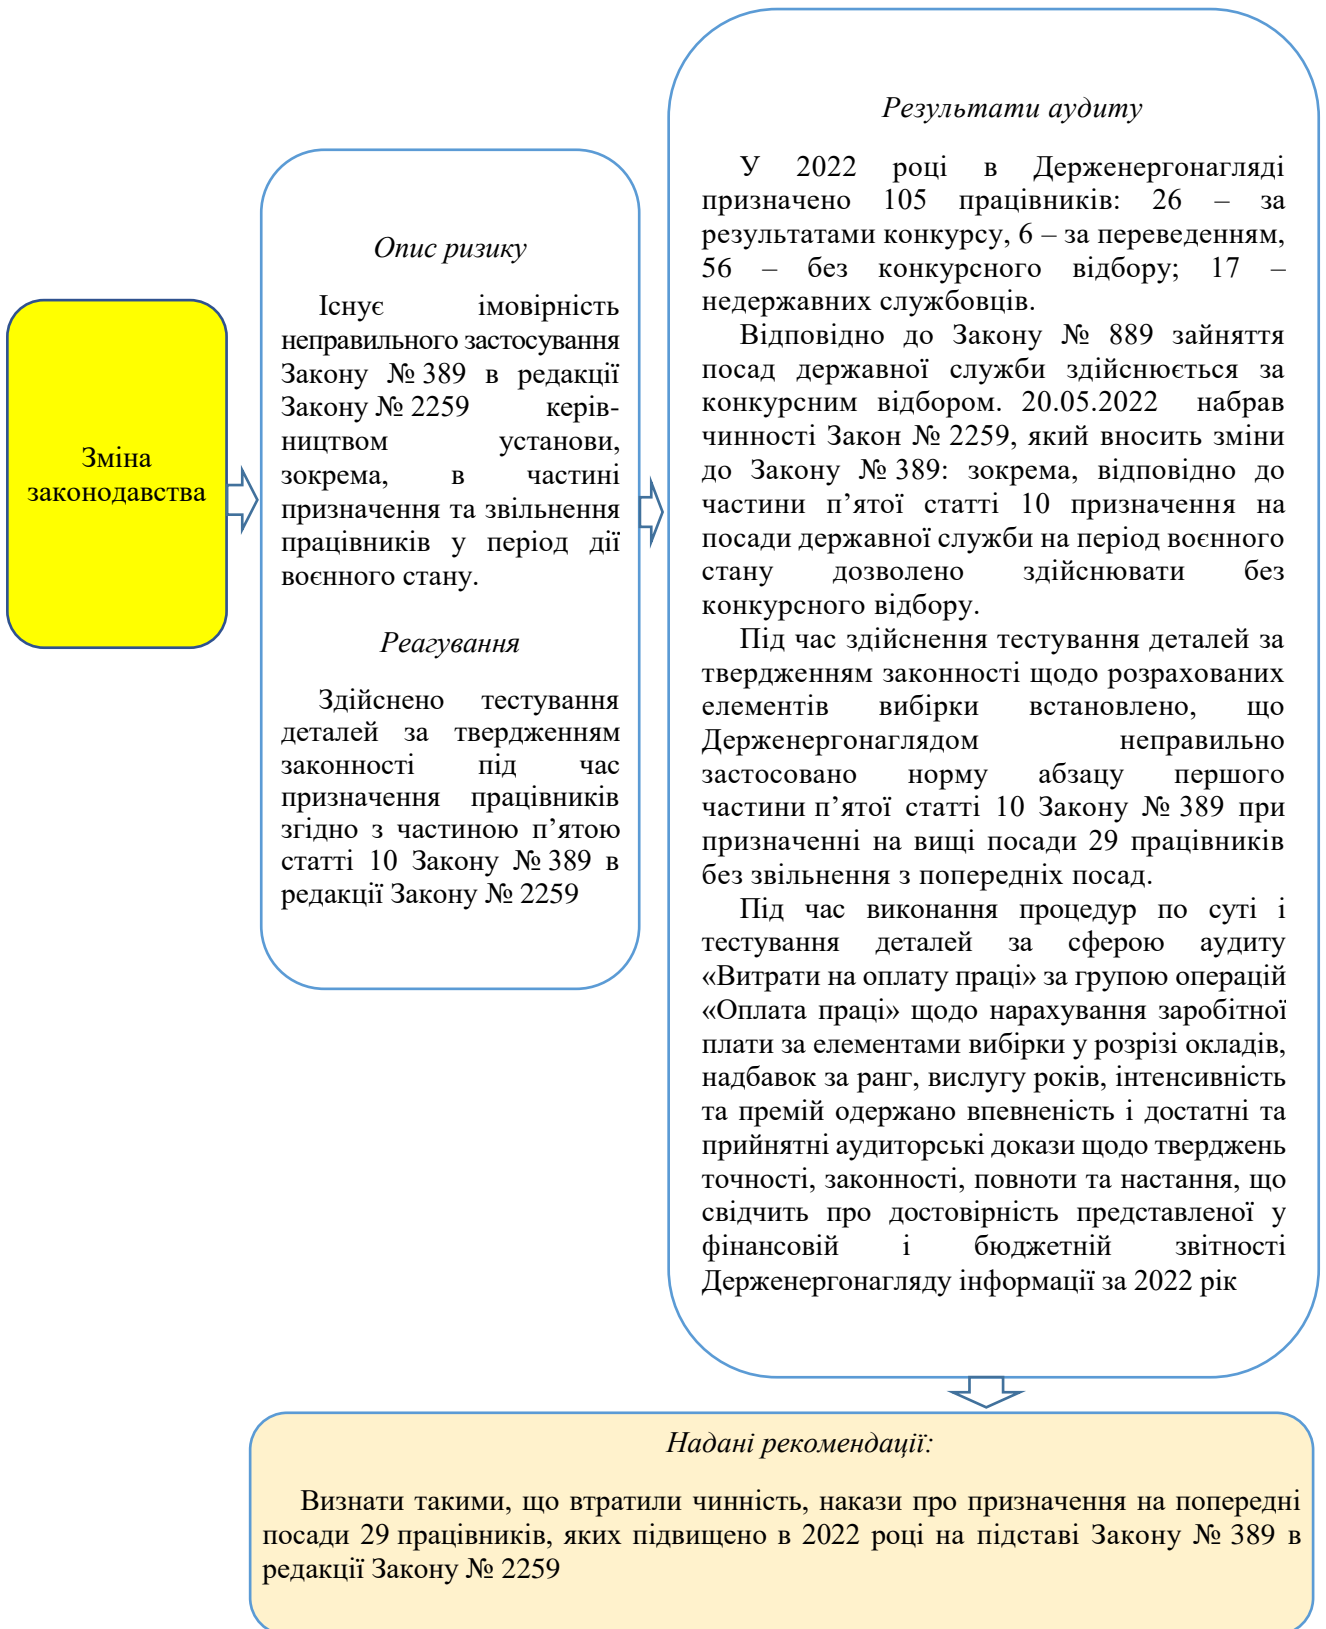 Зміна
законодавства
Опис ризику
Існує імовірність
неправильного застосування
Закону № 389 в редакції
Закону № 2259 керів-
ництвом установи,
зокрема, в частині
призначення та звільнення
працівників у період дії
воєнного стану.
Реагування
Здійснено тестування
деталей за твердженням
законності під час
призначення працівників
згідно з частиною п’ятою
статті 10 Закону № 389 в
редакції Закону № 2259
Результати аудиту
У 2022 році в Держенергонагляді
призначено 105 працівників: 26 – за
результатами конкурсу, 6 – за переведенням,
56 – без конкурсного відбору; 17 –
недержавних службовців.
Відповідно до Закону № 889 зайняття
посад державної служби здійснюється за
конкурсним відбором. 20.05.2022 набрав
чинності Закон № 2259, який вносить зміни
до Закону № 389: зокрема, відповідно до
частини п’ятої статті 10 призначення на
посади державної служби на період воєнного
стану дозволено здійснювати без
конкурсного відбору.
Під час здійснення тестування деталей за
твердженням законності щодо розрахованих
елементів вибірки встановлено, що
Держенергонаглядом неправильно
застосовано норму абзацу першого
частини п’ятої статті 10 Закону № 389 при
призначенні на вищі посади 29 працівників
без звільнення з попередніх посад.
Під час виконання процедур по суті і
тестування деталей за сферою аудиту
«Витрати на оплату праці» за групою операцій
«Оплата праці» щодо нарахування заробітної
плати за елементами вибірки у розрізі окладів,
надбавок за ранг, вислугу років, інтенсивність
та премій одержано впевненість і достатні та
прийнятні аудиторські докази щодо тверджень
точності, законності, повноти та настання, що
свідчить про достовірність представленої у
фінансовій і бюджетній звітності
Держенергонагляду інформації за 2022 рік
Надані рекомендації:
Визнати такими, що втратили чинність, накази про призначення на попередні
посади 29 працівників, яких підвищено в 2022 році на підставі Закону № 389 в
редакції Закону № 2259